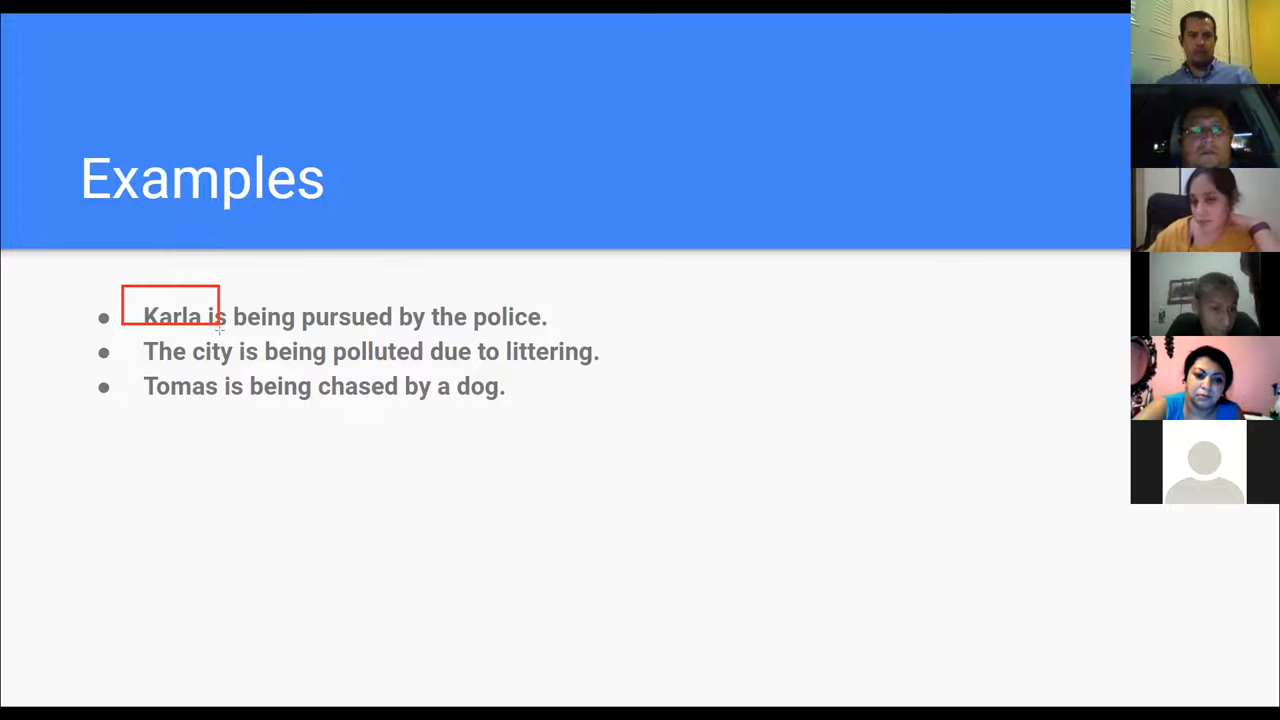 Examples
● Karla is being pursued by the police.
● The city is being polluted due to littering.
● Tomas is being chased by a dog.